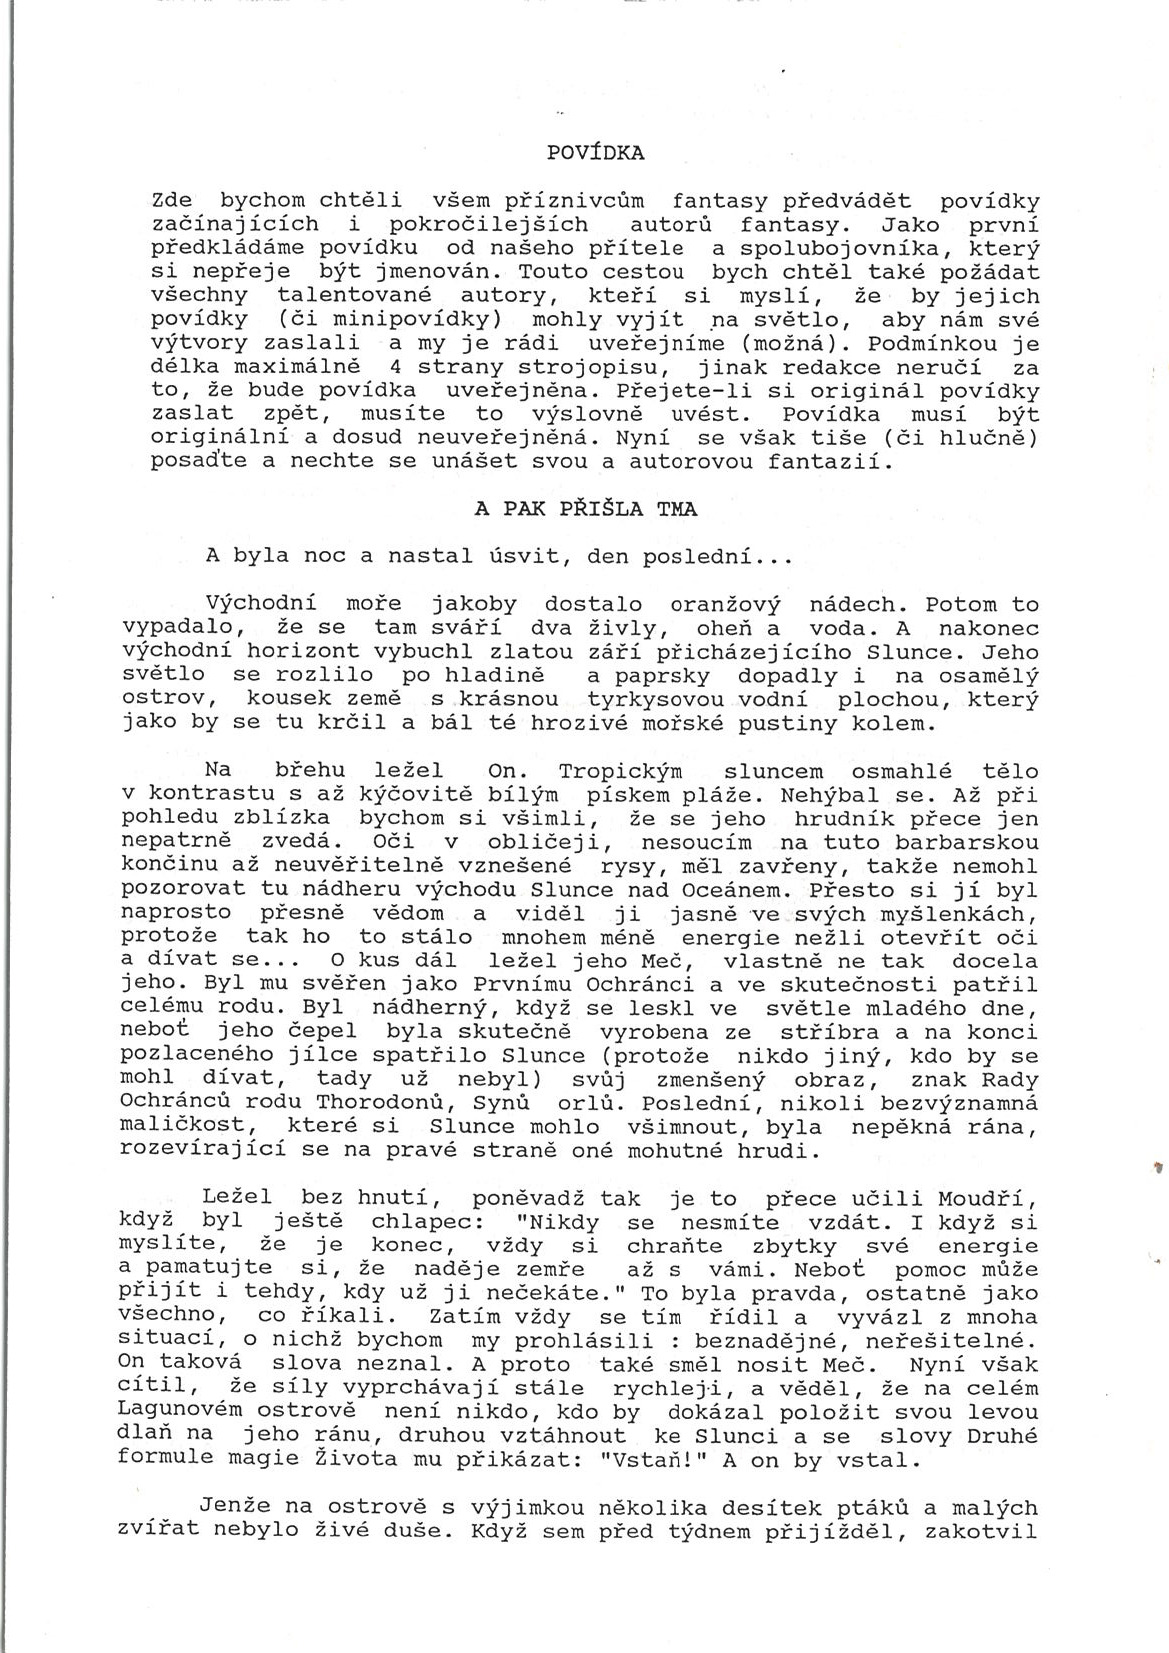 POVÍDKA
Zde bychom chtěli všem příznivcům fantasy předvádět povídky
začínajících i pokročilejších autorů fantasy. Jako první
předkládáme povídku od našeho přítele a spolubojovníka, který
si nepřeje být jmenován. Touto cestou bych chtěl také požádat
všechny talentované autory, kteří si myslí, že by jejich
povídky (či minipovídky) mohly vyjít na světlo, aby nám své
výtvory zaslali a my je rádi uveřejníme (možná). Podmínkou je
délka maximálně 4 strany strojopisu, jinak redakce neručí za
to, že bude povídka uveřejněna. Přejete-li si originál povídky
zaslat zpět, musíte to výslovně uvést. Povídka musí být
originální a dosud neuveřejněná. Nyní se však tiše (či hlučně)
posaďte a nechte se unášet svou a autorovou fantazií.
A PAK PŘIŠLA TMA
A byla noc a nastal úsvit, den poslední...
Východní moře jakoby dostalo oranžový nádech. Potom to
vypadalo, že se tam sváří dva živly, oheň a voda. A nakonec
východní horizont vybuchl zlatou září přicházejícího Slunce. Jeho
světlo se rozlilo po hladině a paprsky dopadly i na osamělý
ostrov, kousek země s krásnou tyrkysovou vodní plochou, který
jako by se tu krčil a bál té hrozivé mořské pustiny kolem.
Na břehu ležel On. Tropickým sluncem osmahlé tělo
v kontrastu s až kýčovitě bílým pískem pláže. Nehýbal se. Až při
pohledu zblízka bychom si všimli, že se jeho hrudník přece jen
nepatrně zvedá. Oči v obličeji, nesoucím na tuto barbarskou
končinu až neuvěřitelně vznešené rysy, měl zavřeny, takže nemohl
pozorovat tu nádheru východu Slunce nad Oceánem. Přesto si jí byl
naprosto přesně vědom a viděl ji jasně ve svých myšlenkách,
protože tak ho to stálo mnohem méně energie nežli otevřít oči
a dívat se... O kus dál ležel jeho Meč, vlastně ne tak docela
jeho. Byl mu svěřen jako Prvnímu Ochránci a ve skutečnosti patřil
celému rodu. Byl nádherný, když se leskl ve světle mladého dne,
neboť jeho čepel byla skutečně vyrobena ze stříbra a na konci
pozlaceného jílce spatřilo Slunce (protože nikdo jiný, kdo by se
mohl dívat, tady už nebyl) svůj zmenšený obraz, znak Rady
Ochránců rodu Thorodonů, Synů orlů. Poslední, nikoli bezvýznamná
maličkost, které si Slunce mohlo všimnout, byla nepěkná rána,
rozevírající se na pravé straně oné mohutné hrudi.
Ležel bez hnutí, poněvadž tak je to přece učili Moudří,
když byl ještě chlapec: "Nikdy se nesmíte vzdát. I když si
myslíte, že je konec, vždy si chraňte zbytky své energie
a pamatujte si, že naděje zemře až s vámi. Neboť pomoc může
přijít i tehdy, kdy už ji nečekáte." To byla pravda, ostatně jako
všechno, co říkali. Zatím vždy se tím řídil a vyvázl z mnoha
situací, o nichž bychom my prohlásili : beznadějné, neřešitelné.
On taková slova neznal. A proto také směl nosit Meč. Nyní však
cítil, že síly vyprchávají stále rychleji, a věděl, že na celém
Lagunovém ostrově není nikdo, kdo by dokázal položit svou levou
dlaň na jeho ránu, druhou vztáhnout ke Slunci a se slovy Druhé
formule magie Života mu přikázat: "Vstaň!" A on by vstal.
Jenže na ostrově s výjimkou několika desítek ptáků a malých
zvířat nebylo živé duše. Když sem před týdnem přijížděl, zakotvil